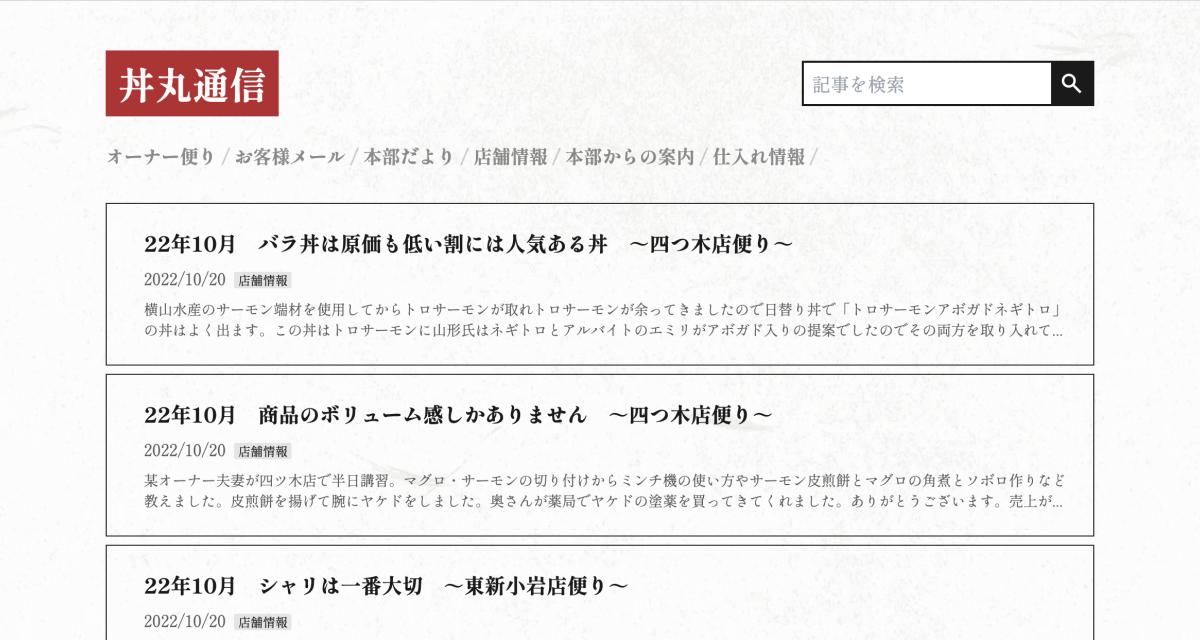 丼丸通信
記事を検索
オーナー便り / お客様メール / 本部だより / 店舗情報 / 本部からの案内 / 仕入れ情報 /
22年10月　バラ丼は原価も低い割には人気ある丼　〜四つ木店便り〜
2022/10/20 店舗情報
横山水産のサーモン端材を使用してからトロサーモンが取れトロサーモンが余ってきましたので日替り丼で「トロサーモンアボガドネギトロ」
の丼はよく出ます。この丼はトロサーモンに山形氏はネギトロとアルバイトのエミリがアボガド入りの提案でしたのでその両方を取り入れて...
22年10月　商品のボリューム感しかありません　〜四つ木店便り〜
2022/10/20 店舗情報
某オーナー夫妻が四ツ木店で半日講習。マグロ・サーモンの切り付けからミンチ機の使い方やサーモン皮煎餅とマグロの角煮とソボロ作りなど
教えました。皮煎餅を揚げて腕にヤケドをしました。奥さんが薬局でヤケドの塗薬を買ってきてくれました。ありがとうございます。売上が...
22年10月　シャリは一番大切　〜東新小岩店便り〜
2022/10/20 店舗情報